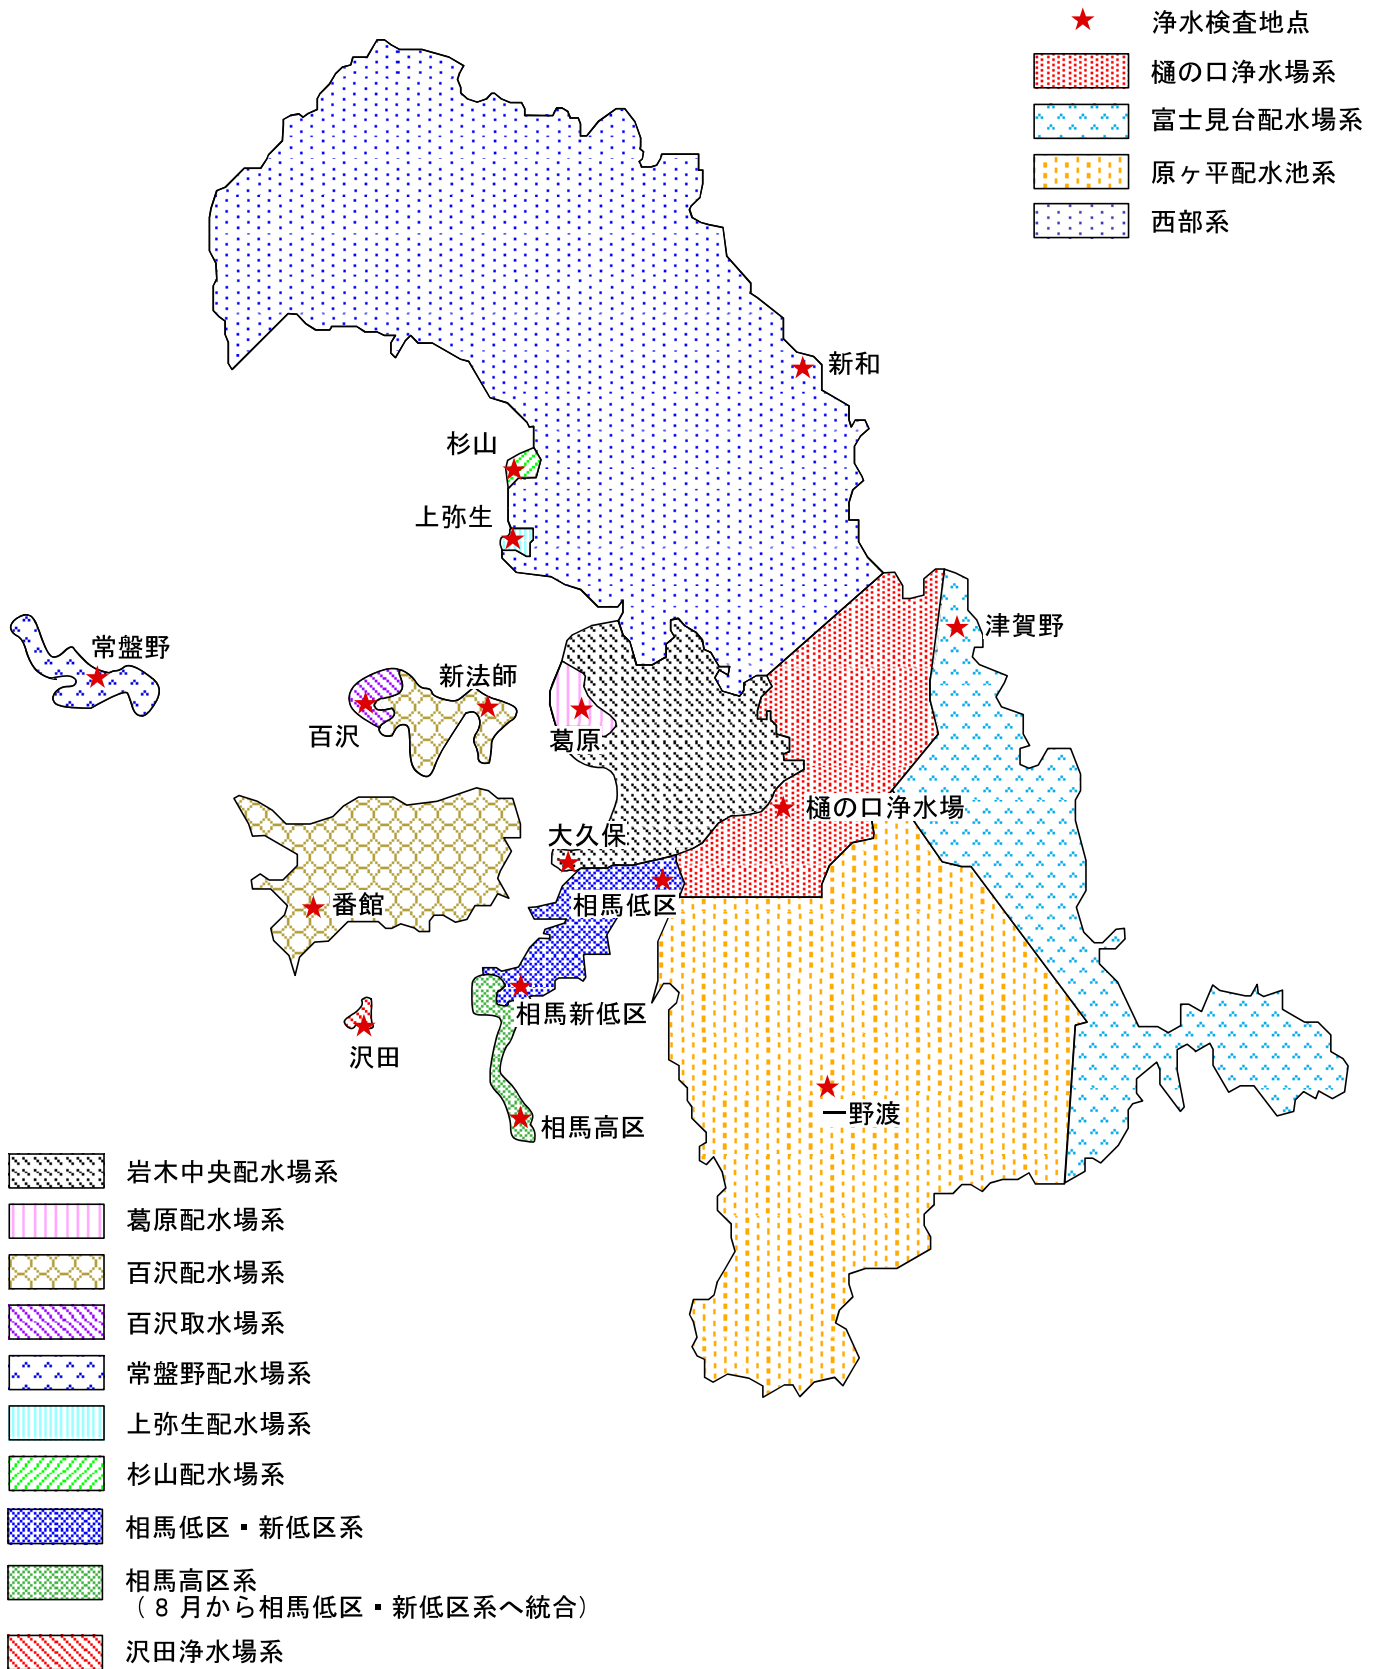 浄水検査地点
樋の口浄水場系
富士見台配水場系
原ヶ平配水池系
西部系
新和
杉山
上弥生
津賀野
常盤野
新法師
百沢
葛原
樋の口浄水場
大久保
相馬低区
番館
相馬新低区
沢田
一野渡
相馬高区
岩木中央配水場系
葛原配水場系
百沢配水場系
百沢取水場系
常盤野配水場系
上弥生配水場系
杉山配水場系
相馬低区・新低区系
相馬高区系
（８月から相馬低区・新低区系へ統合）
沢田浄水場系